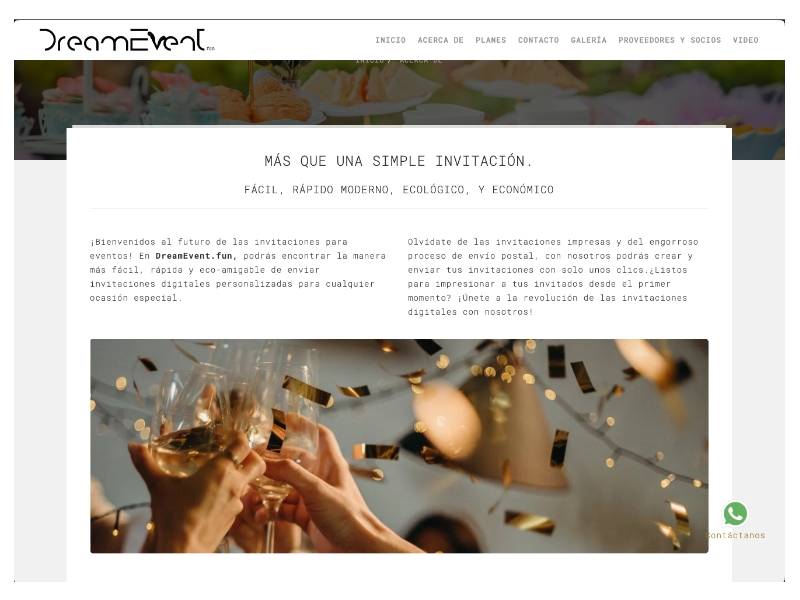 DreamEvent.fun
INICIO ACERCA DE PLANES CONTACTO GALERÍA PROVEEDORES Y SOCIOS VIDEO
INICIO / ACERCA DE
MÁS QUE UNA SIMPLE INVITACIÓN.
FÁCIL, RÁPIDO MODERNO, ECOLÓGICO, Y ECONÓMICO
¡Bienvenidos al futuro de las invitaciones para
eventos! En DreamEvent.fun, podrás encontrar la manera
más fácil, rápida y eco-amigable de enviar
invitaciones digitales personalizadas para cualquier
ocasión especial.
Olvídate de las invitaciones impresas y del engorroso
proceso de envío postal, con nosotros podrás crear y
enviar tus invitaciones con solo unos clics.¿Listos
para impresionar a tus invitados desde el primer
momento? ¡Únete a la revolución de las invitaciones
digitales con nosotros!
Contáctanos